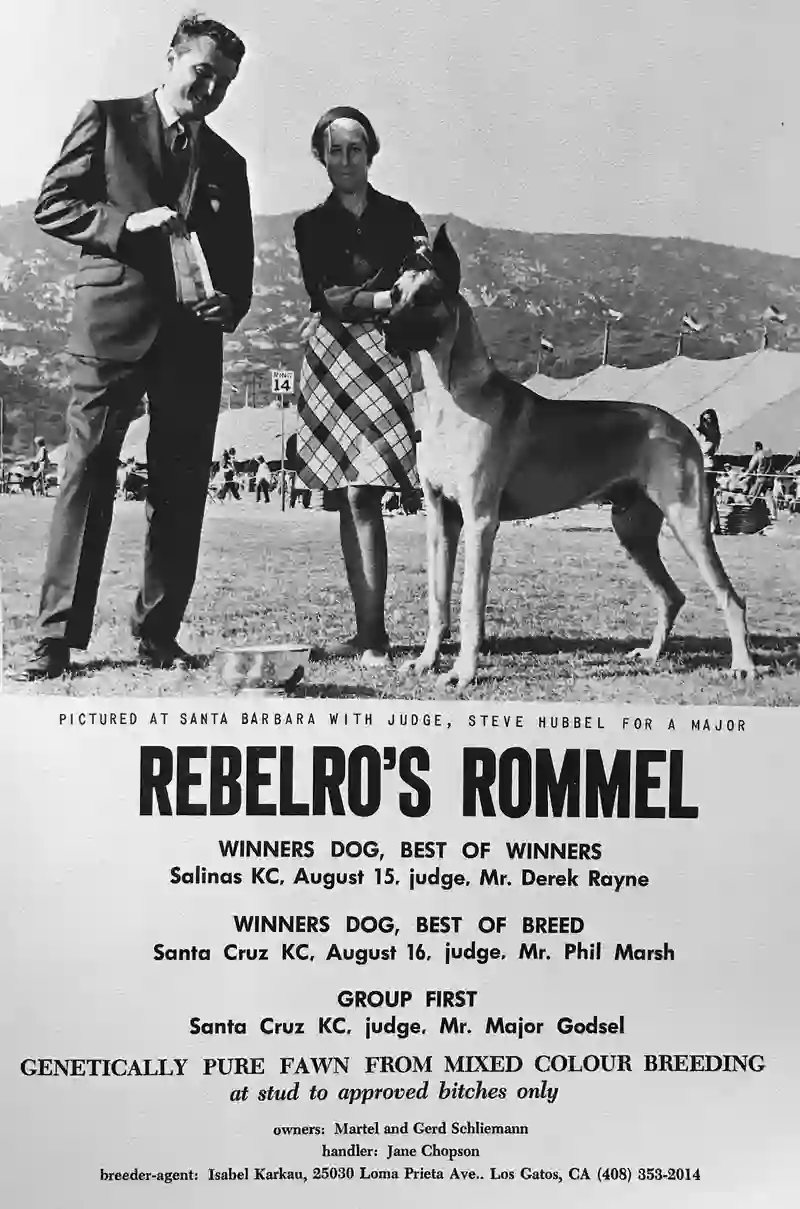 RING
14
PICTURED AT SANTA BARBARA WITH JUDGE, STEVE HUBBEL FOR A MAJOR
REBELRO'S ROMMEL
WINNERS DOG, BEST OF WINNERS
Salinas KC, August 15, judge, Mr. Derek Rayne
WINNERS DOG, BEST OF BREED
Santa Cruz KC, August 16, judge, Mr. Phil Marsh
GROUP FIRST
Santa Cruz KC, judge, Mr. Major Godsel
GENETICALLY PURE FAWN FROM MIXED COLOUR BREEDING
at stud to approved bitches only
owners: Martel and Gerd Schliemann
handler: Jane Chopson
breeder-agent: Isabel Karkau, 25030 Loma Prieta Ave.. Los Gatos, CA (408) 353-2014